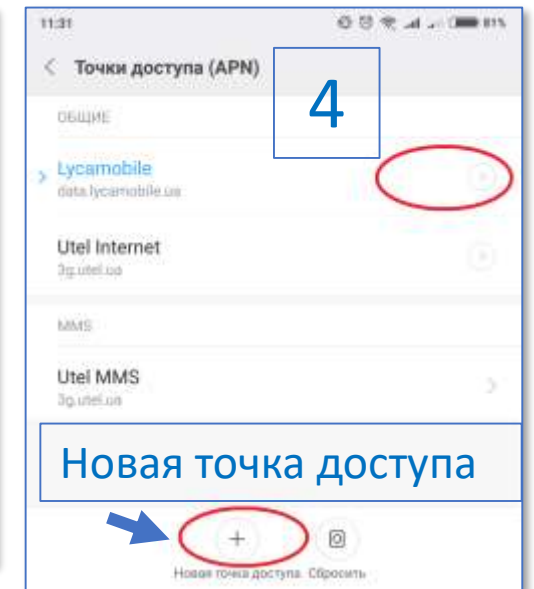 11:31
81%
Точки доступа (APN)
4
ОБЩИЕ
Lycamobile
data.lycamobile.ua
Utel Internet
3g.utel.ua
MMS
Utel MMS
3g.utel.ua
Новая точка доступа
Новая точка доступа Сбросить